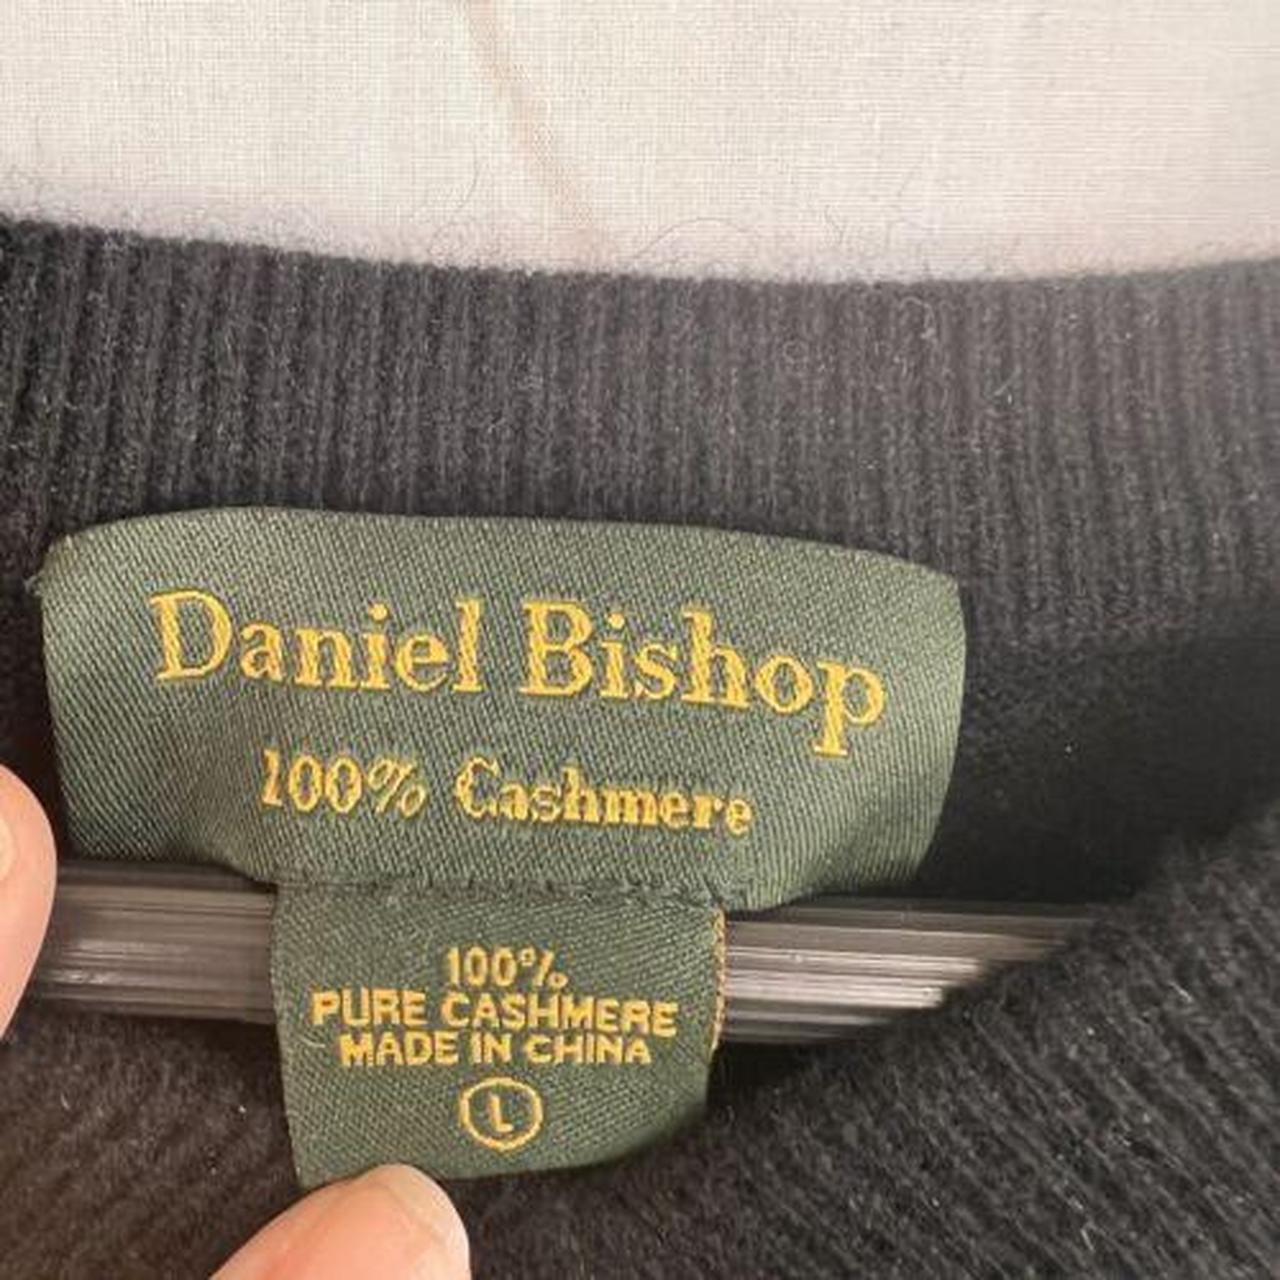 Daniel Bishop
100% Cashmere
100%
PURE CASHMERE
MADE IN CHINA
L